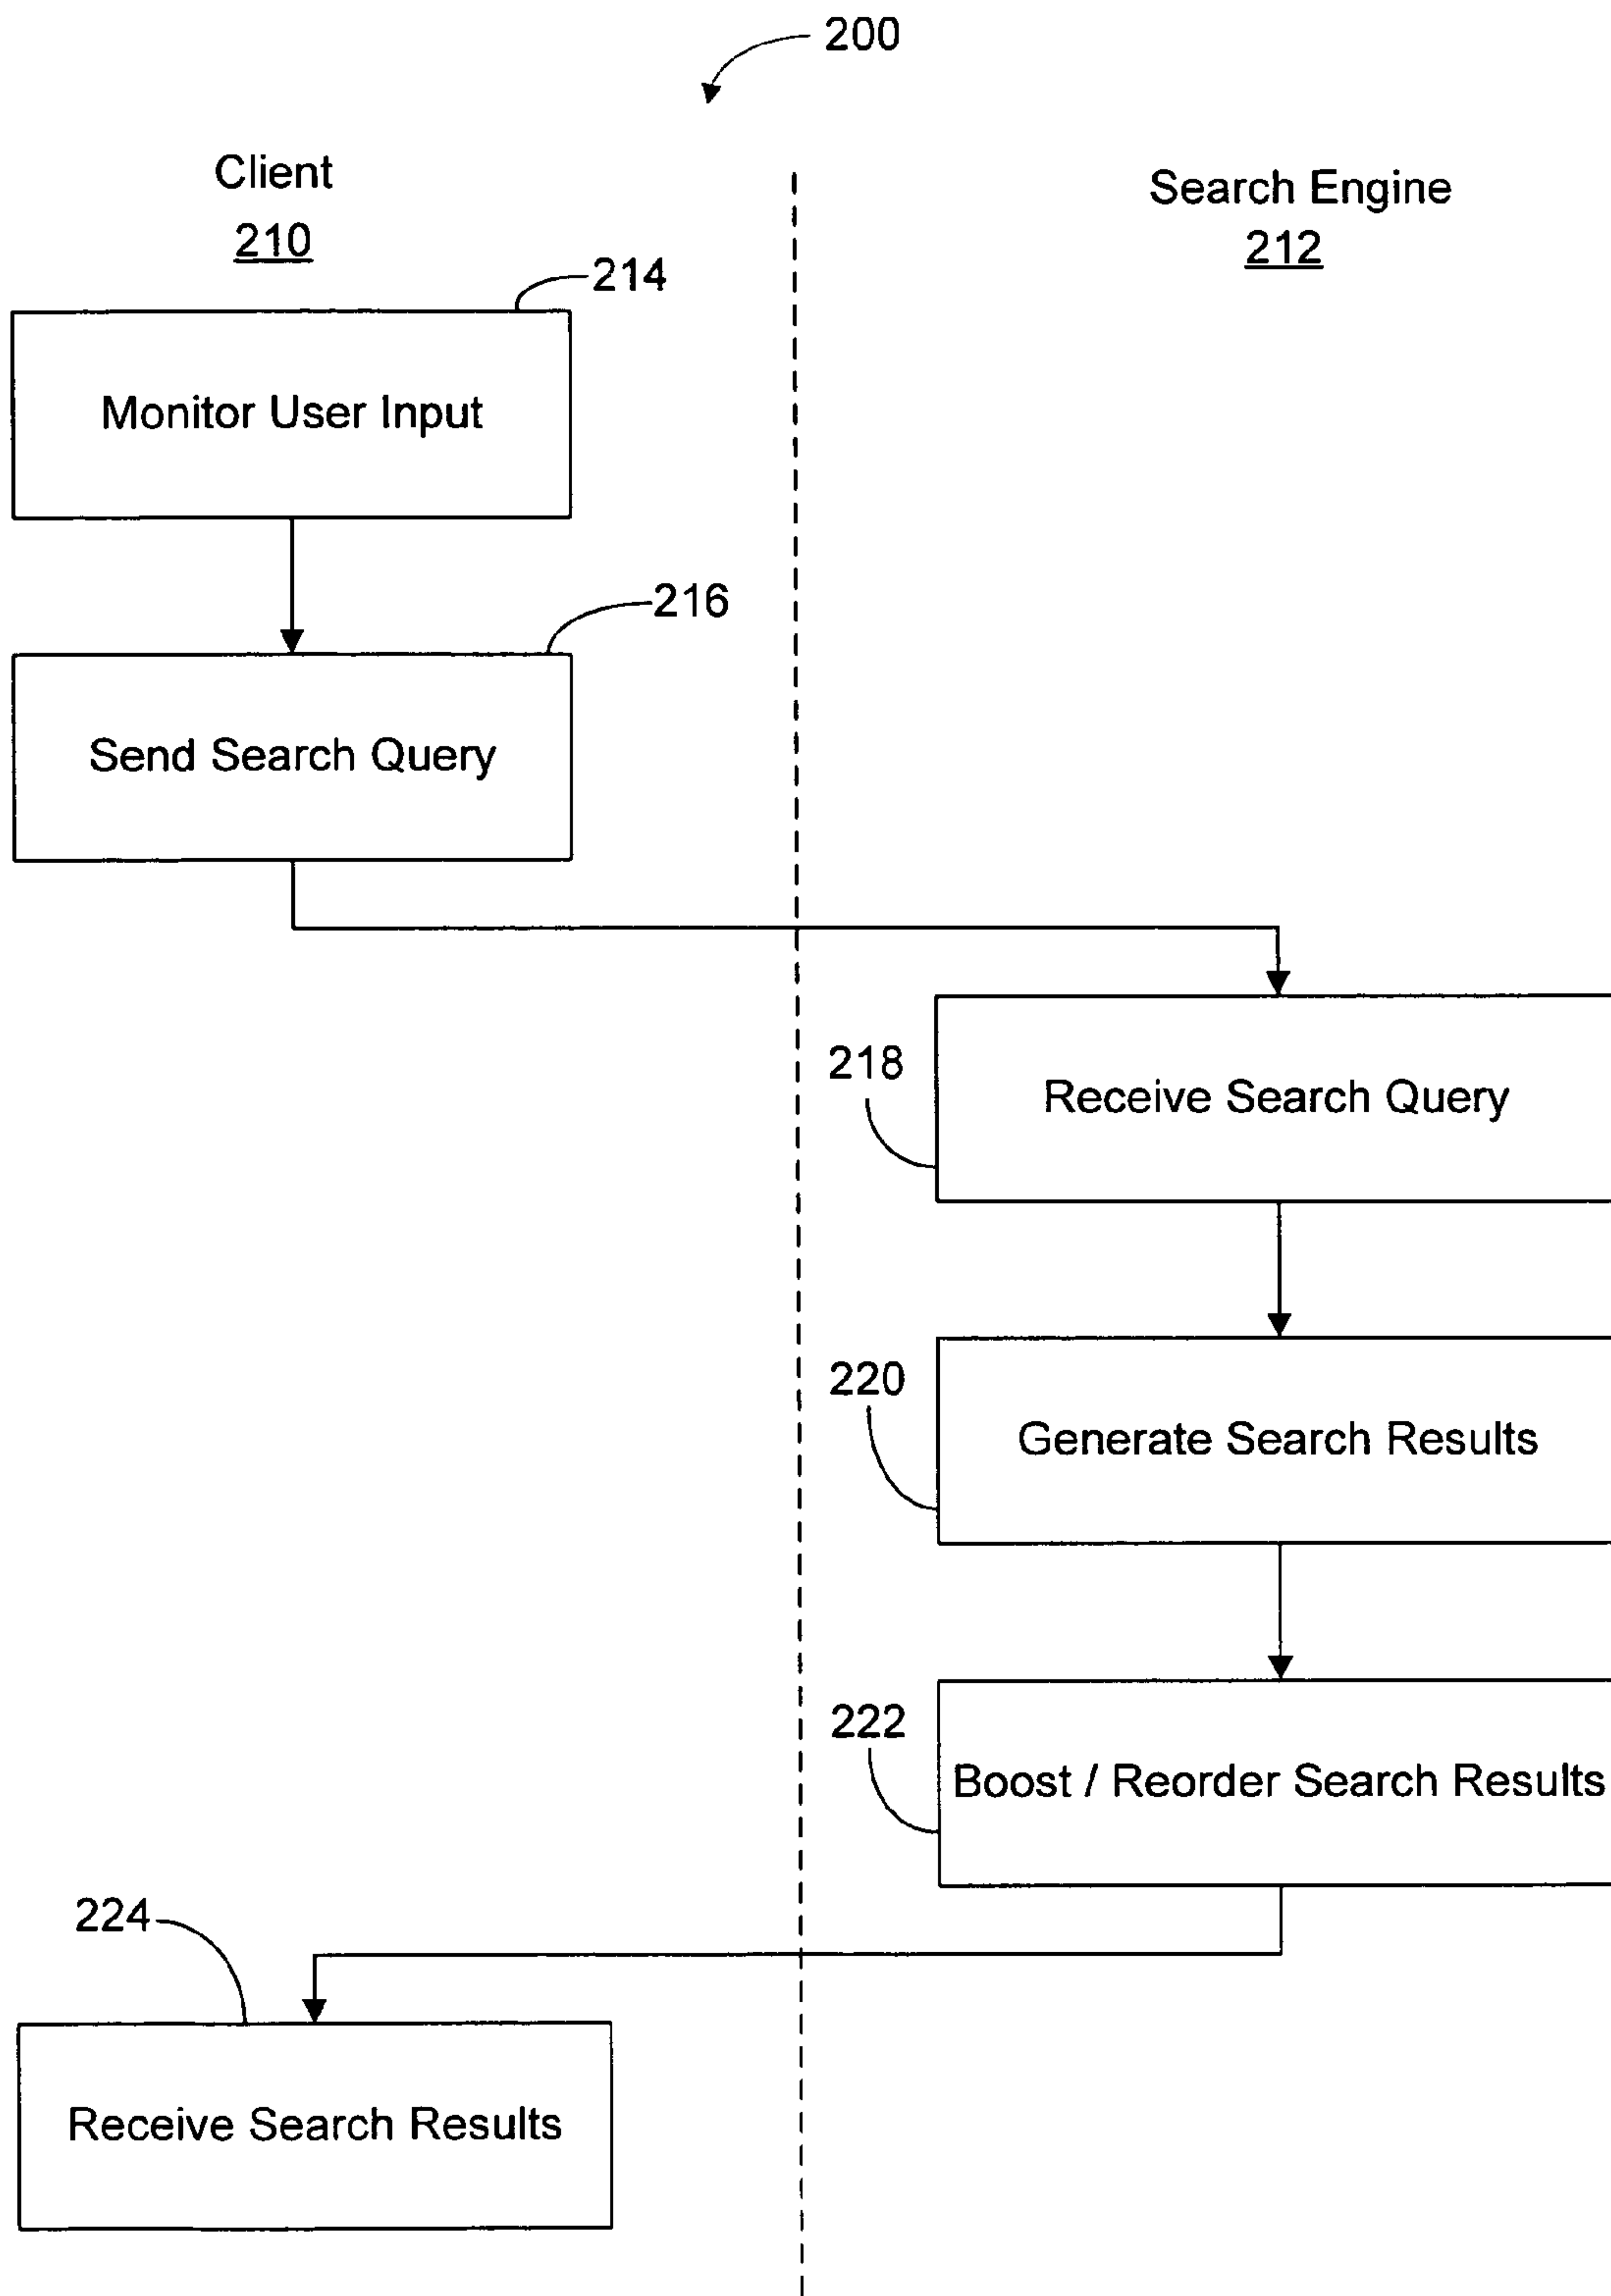 200
Client
210
Search Engine
212
214
Monitor User Input
216
Send Search Query
218
Receive Search Query
220
Generate Search Results
222
Boost / Reorder Search Results
224
Receive Search Results